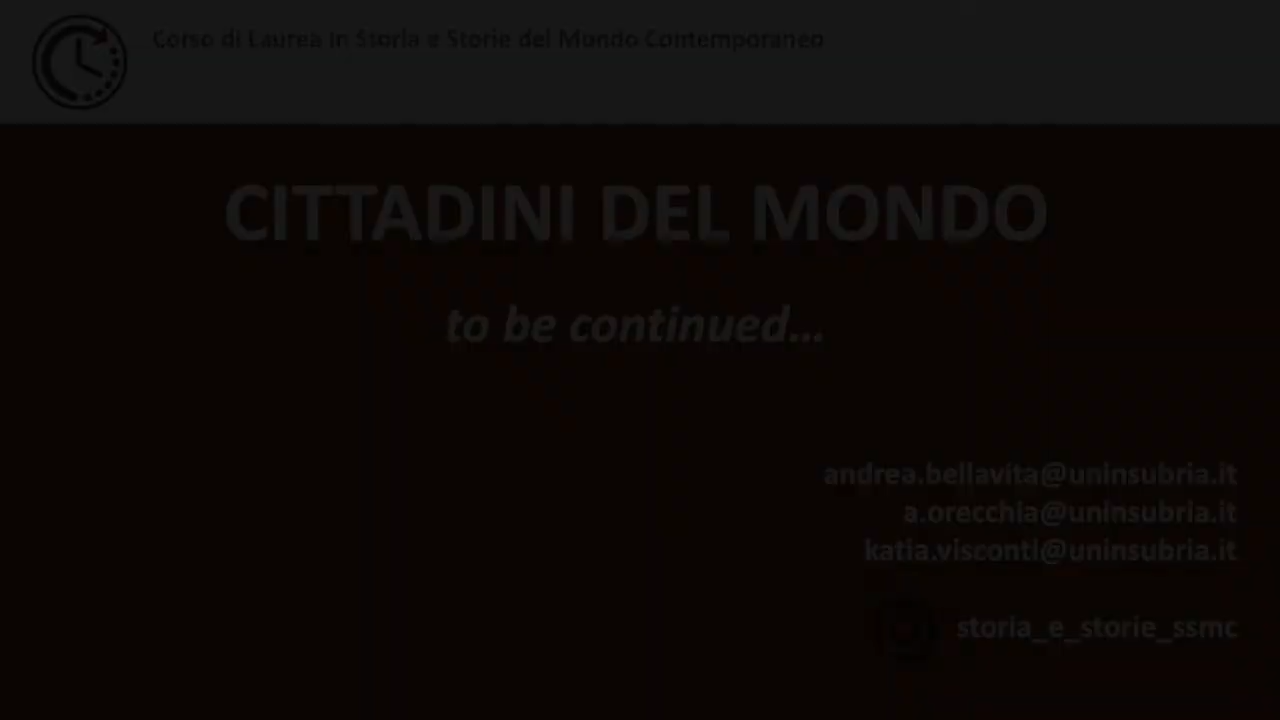 Corso di Laurea in Storia e Storie del Mondo Contemporaneo
CITTADINI DEL MONDO
to be continued...
andrea.bellavita@uninsubria.it
a.orecchia@uninsubria.it
katia.visconti@uninsubria.it
storia_e_storie_ssmc